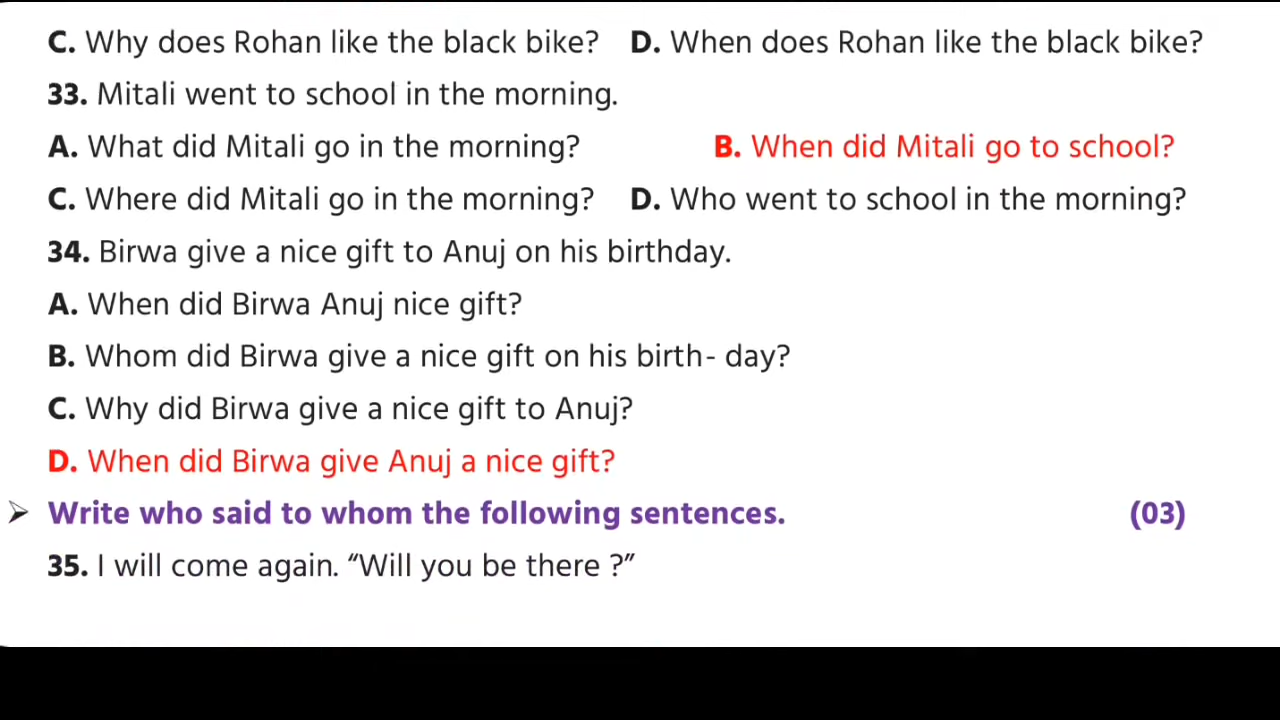 C. Why does Rohan like the black bike? D. When does Rohan like the black bike?
33. Mitali went to school in the morning.
A. What did Mitali go in the morning? B. When did Mitali go to school?
C. Where did Mitali go in the morning? D. Who went to school in the morning?
34. Birwa give a nice gift to Anuj on his birthday.
A. When did Birwa Anuj nice gift?
B. Whom did Birwa give a nice gift on his birth- day?
C. Why did Birwa give a nice gift to Anuj?
D. When did Birwa give Anuj a nice gift?
➢ Write who said to whom the following sentences. (03)
35. I will come again. “Will you be there ?”